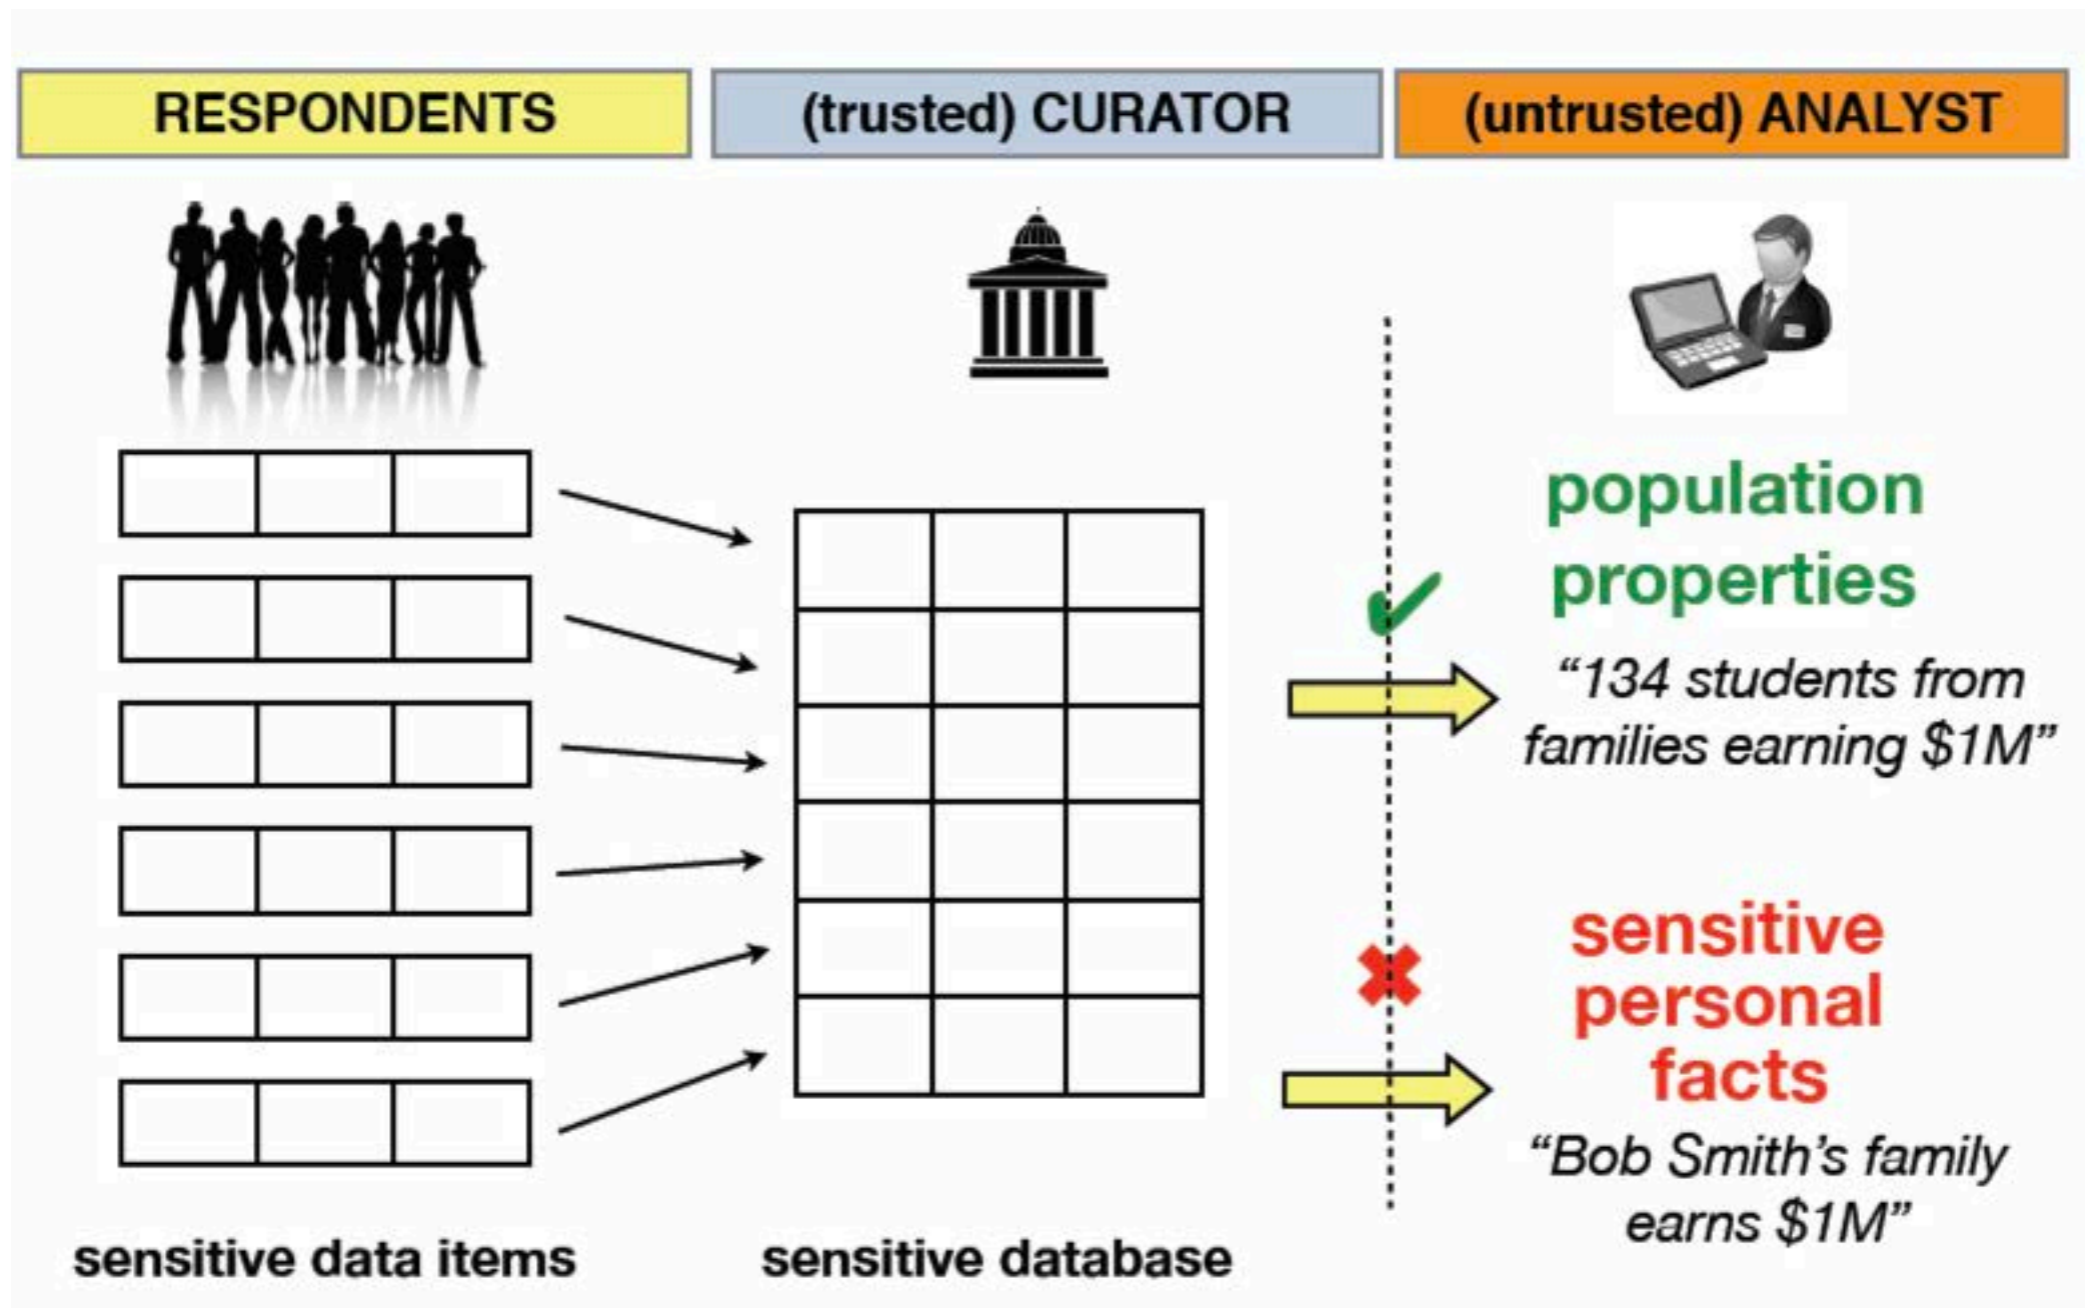 RESPONDENTS
(trusted) CURATOR
(untrusted) ANALYST
population
properties
“134 students from
families earning $1M”
sensitive
personal
facts
“Bob Smith’s family
earns $1M”
sensitive data items
sensitive database